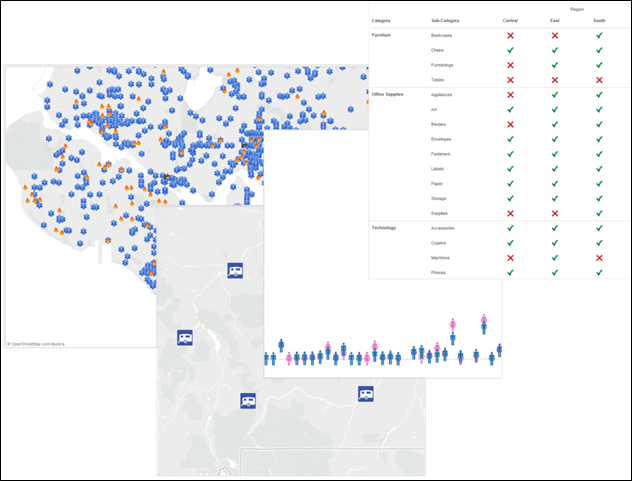 Region
Category Sub-Category Central East South
Furniture Bookcases
Chairs
Furnishings
Tables
Office Supplies Appliances
Art
Binders
Envelopes
Fasteners
Labels
Paper
Storage
Supplies
Technology Accessories
Copiers
Machines
Phones
© OpenStreetMap contributors